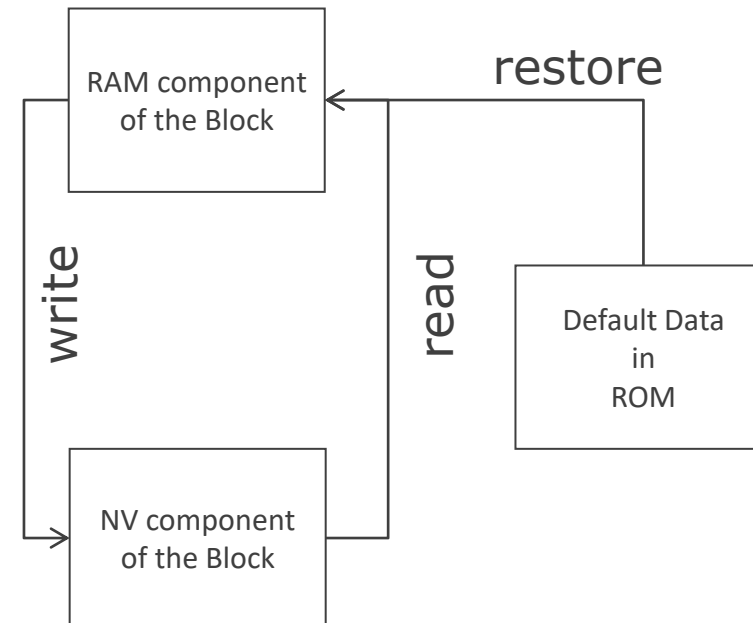 RAM component
of the Block
restore
write
read
Default Data
in
ROM
NV component
of the Block